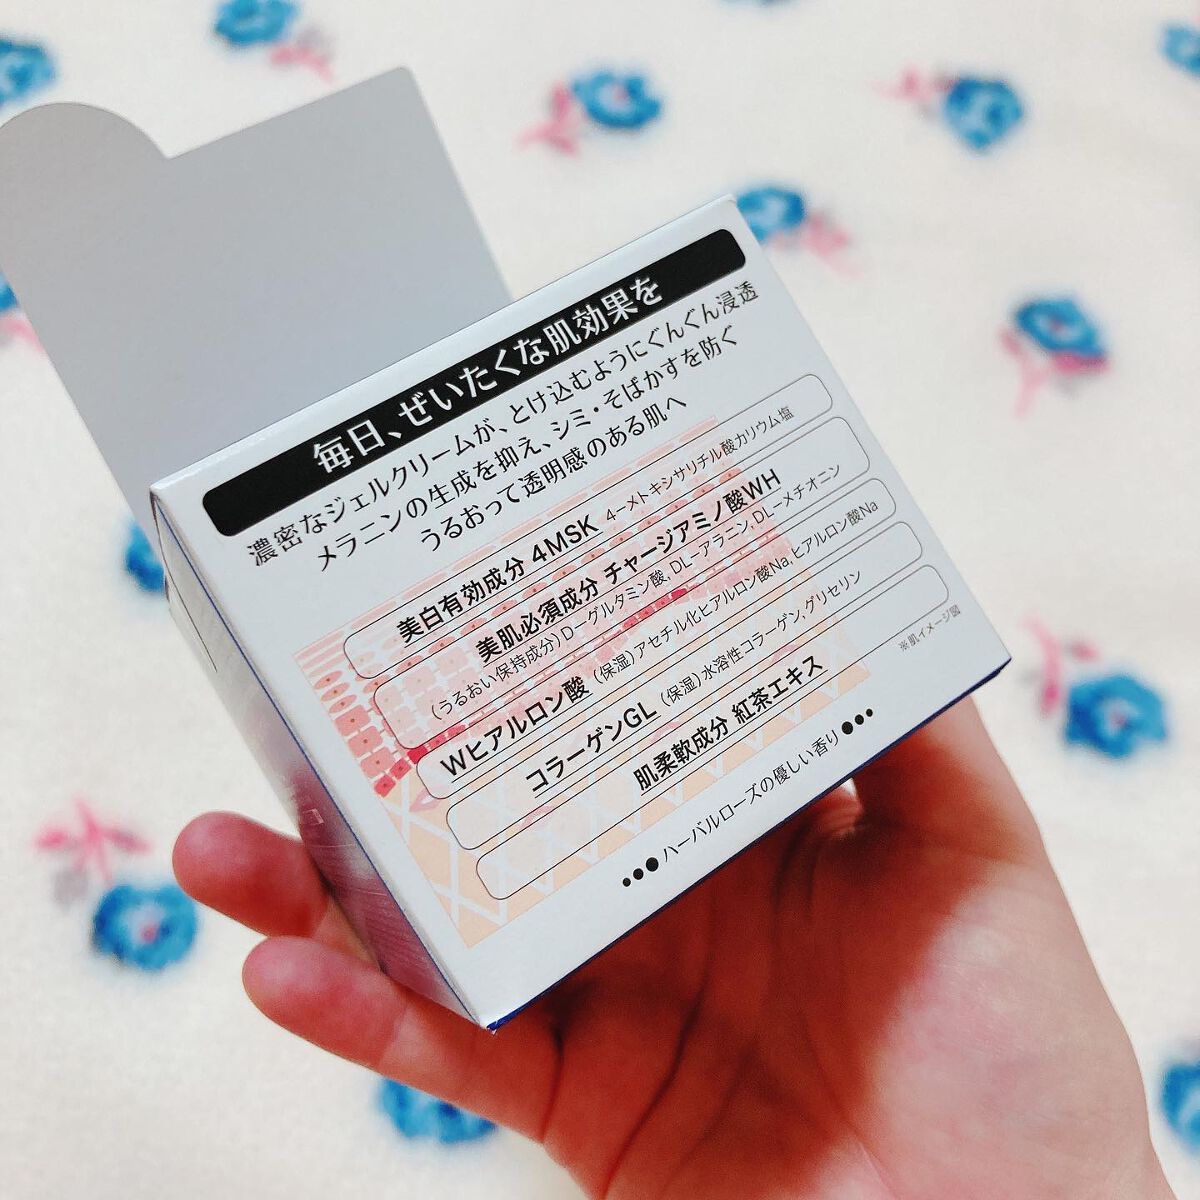 毎日、ぜいたくな肌効果を
濃密なジェルクリームが、とけ込むようにぐんぐん浸透
メラニンの生成を抑え、シミ・そばかすを防ぐ
うるおって透明感のある肌へ
美白有効成分 4MSK 4－メトキシサリチル酸カリウム塩
美肌必須成分 チャージアミノ酸WH
(うるおい保持成分)D－グルタミン酸, DL－アラニン, DL－メチオニン
Wヒアルロン酸 (保湿)アセチル化ヒアルロン酸Na, ヒアルロン酸Na
コラーゲンGL (保湿)水溶性コラーゲン, グリセリン
肌柔軟成分 紅茶エキス
※肌イメージ図
•●● ハーバルローズの優しい香り ●●•